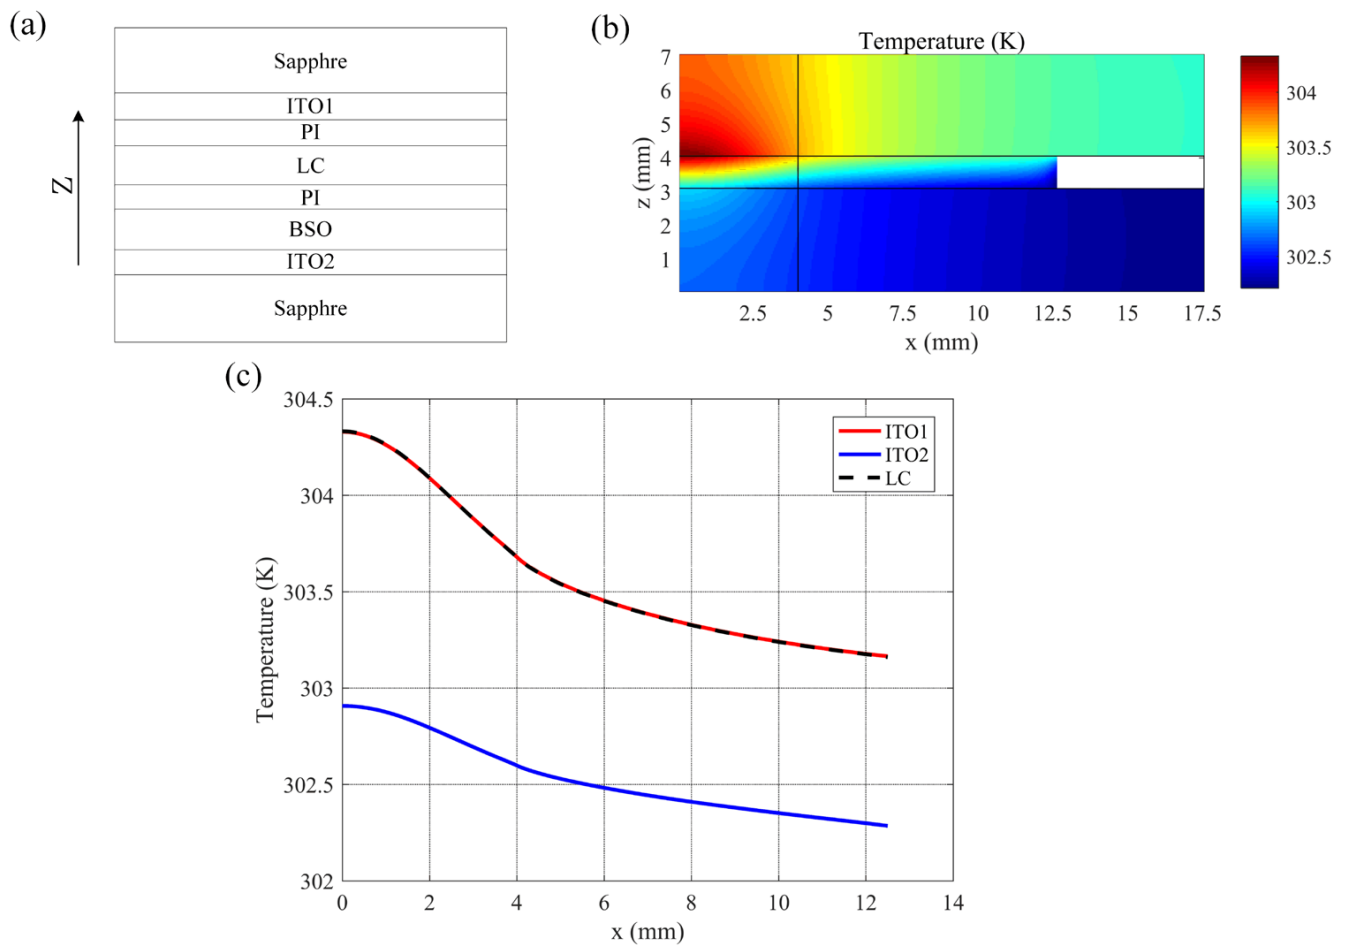 (a)
Sapphre
ITO1
PI
LC
PI
BSO
ITO2
Sapphre
Z
(b)
Temperature (K)
7
6
5
4
3
2
1
z (mm)
2.5 5 7.5 10 12.5 15 17.5
x (mm)
304
303.5
303
302.5
(c)
304.5
304
303.5
303
302.5
302
Temperature (K)
ITO1
ITO2
LC
0 2 4 6 8 10 12 14
x (mm)